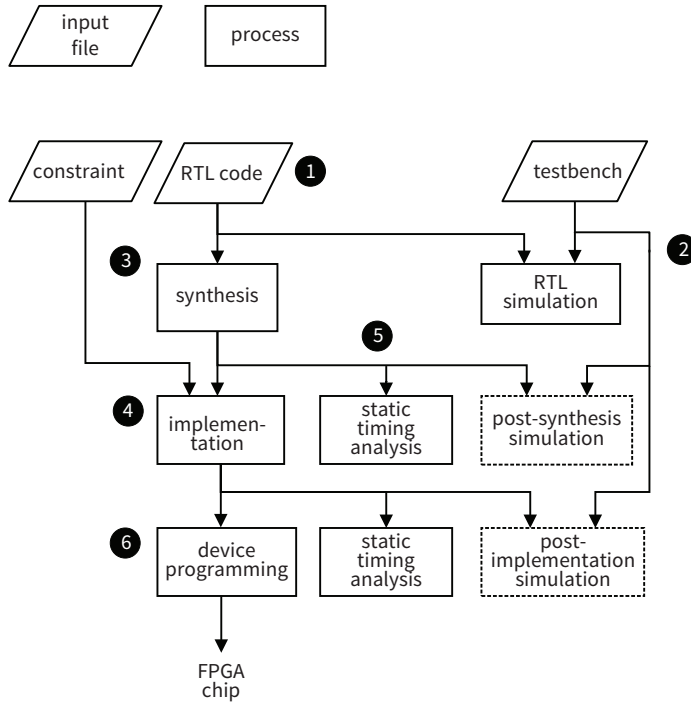 input
file
process
constraint
RTL code
1
testbench
2
3
synthesis
RTL
simulation
5
4
implemen-
tation
static
timing
analysis
post-synthesis
simulation
6
device
programming
static
timing
analysis
post-
implementation
simulation
FPGA
chip